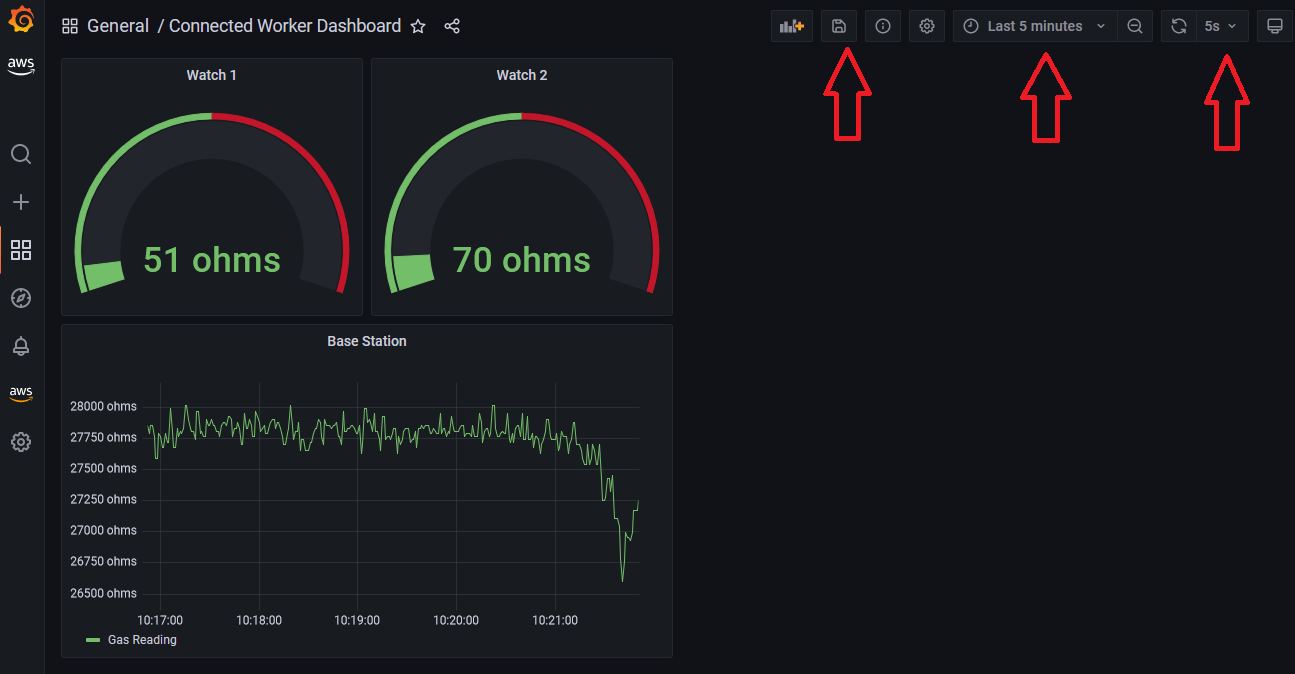 aws
General / Connected Worker Dashboard
Last 5 minutes
5s
Watch 1
51 ohms
Watch 2
70 ohms
aws
Base Station
28000 ohms
27750 ohms
27500 ohms
27250 ohms
27000 ohms
26750 ohms
26500 ohms
10:17:00 10:18:00 10:19:00 10:20:00 10:21:00
Gas Reading